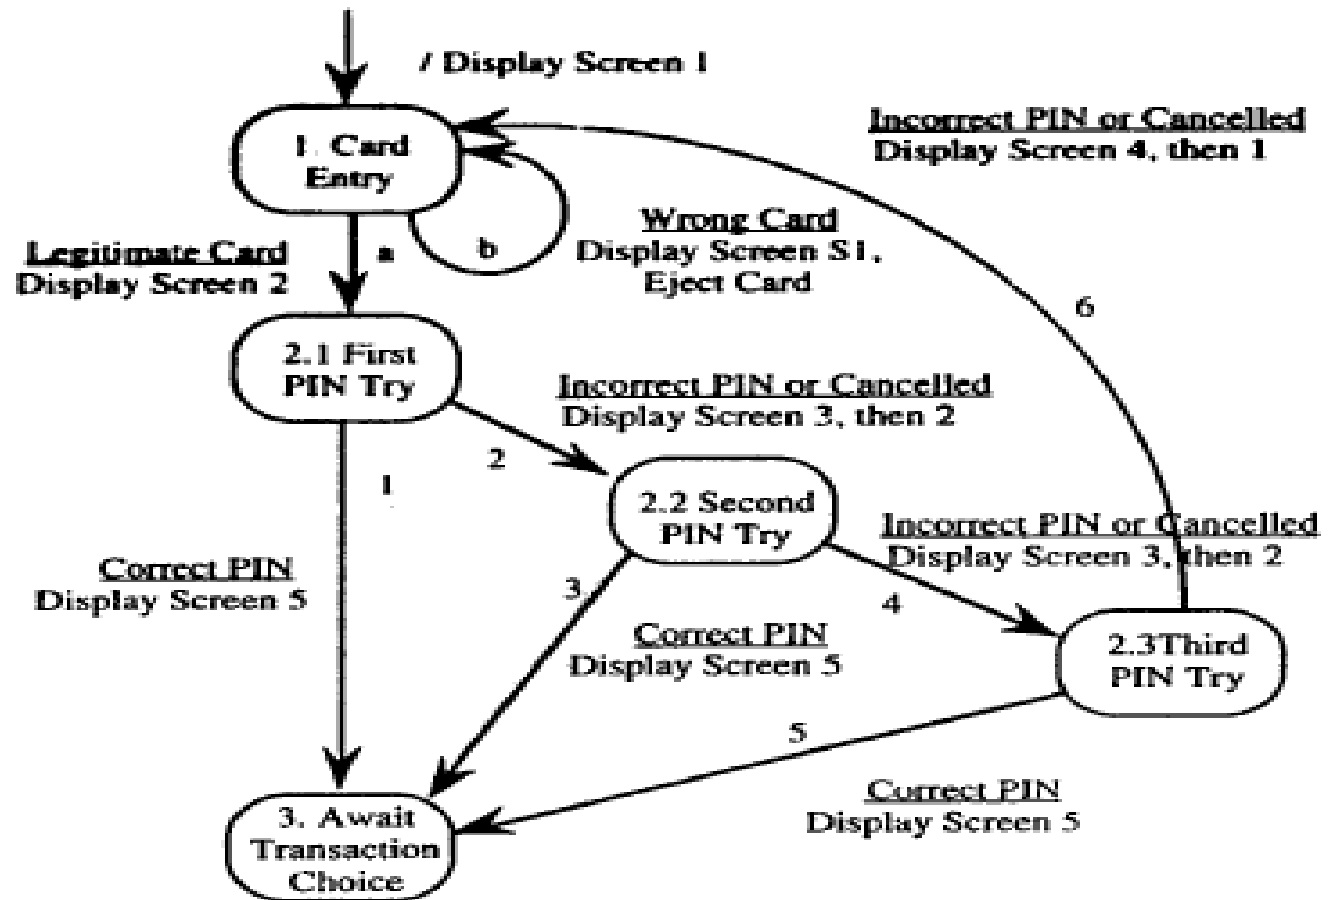 / Display Screen 1
1. Card
Entry
Incorrect PIN or Cancelled
Display Screen 4, then 1
Wrong Card
Display Screen S1,
Eject Card
Legitimate Card
Display Screen 2
a
b
6
2.1 First
PIN Try
Incorrect PIN or Cancelled
Display Screen 3, then 2
2
1
2.2 Second
PIN Try
Incorrect PIN or Cancelled
Display Screen 3, then 2
Correct PIN
Display Screen 5
3
4
Correct PIN
Display Screen 5
2.3Third
PIN Try
5
Correct PIN
Display Screen 5
3. Await
Transaction
Choice